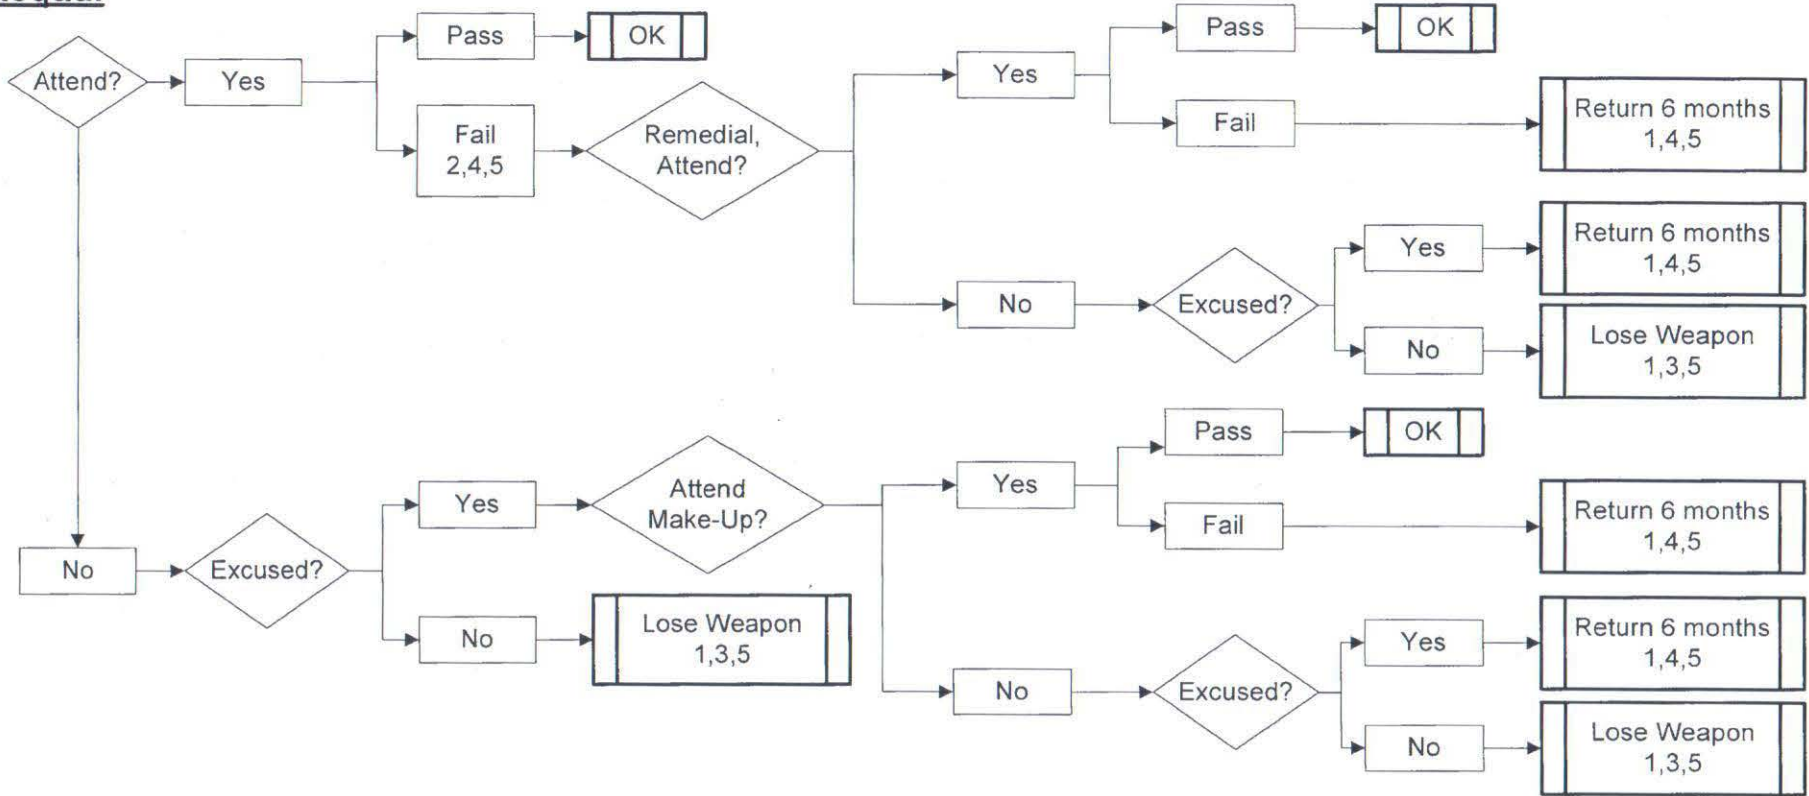 Attend?
Yes
Pass
OK
Fail
2,4,5
Remedial,
Attend?
Yes
Pass
OK
Fail
Return 6 months
1,4,5
No
Excused?
Yes
Return 6 months
1,4,5
No
Lose Weapon
1,3,5
No
Excused?
Yes
Attend
Make-Up?
Yes
Pass
OK
Fail
Return 6 months
1,4,5
No
Lose Weapon
1,3,5
No
Excused?
Yes
Return 6 months
1,4,5
No
Lose Weapon
1,3,5